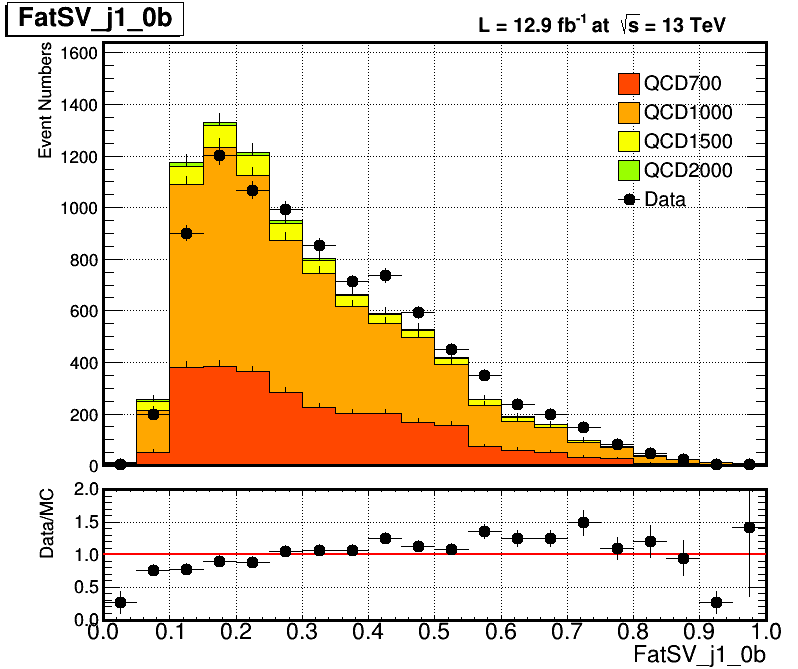 FatSV_j1_0b
L = 12.9 fb⁻¹ at √s = 13 TeV
Event Numbers
1600
1400
1200
1000
800
600
400
200
0
QCD700
QCD1000
QCD1500
QCD2000
Data
Data/MC
2.0
1.5
1.0
0.5
0.0
0.0 0.1 0.2 0.3 0.4 0.5 0.6 0.7 0.8 0.9 1.0
FatSV_j1_0b